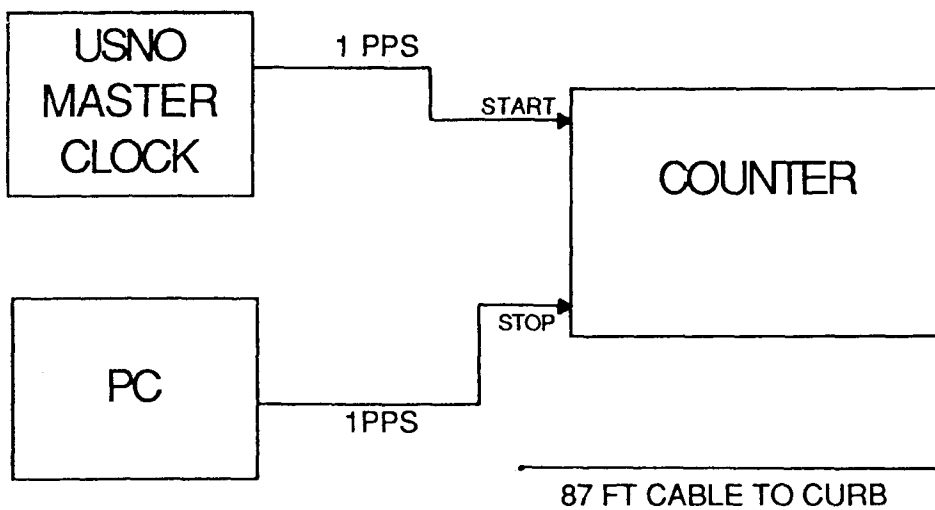 USNO
MASTER
CLOCK
1 PPS
START
COUNTER
STOP
PC
1PPS
87 FT CABLE TO CURB